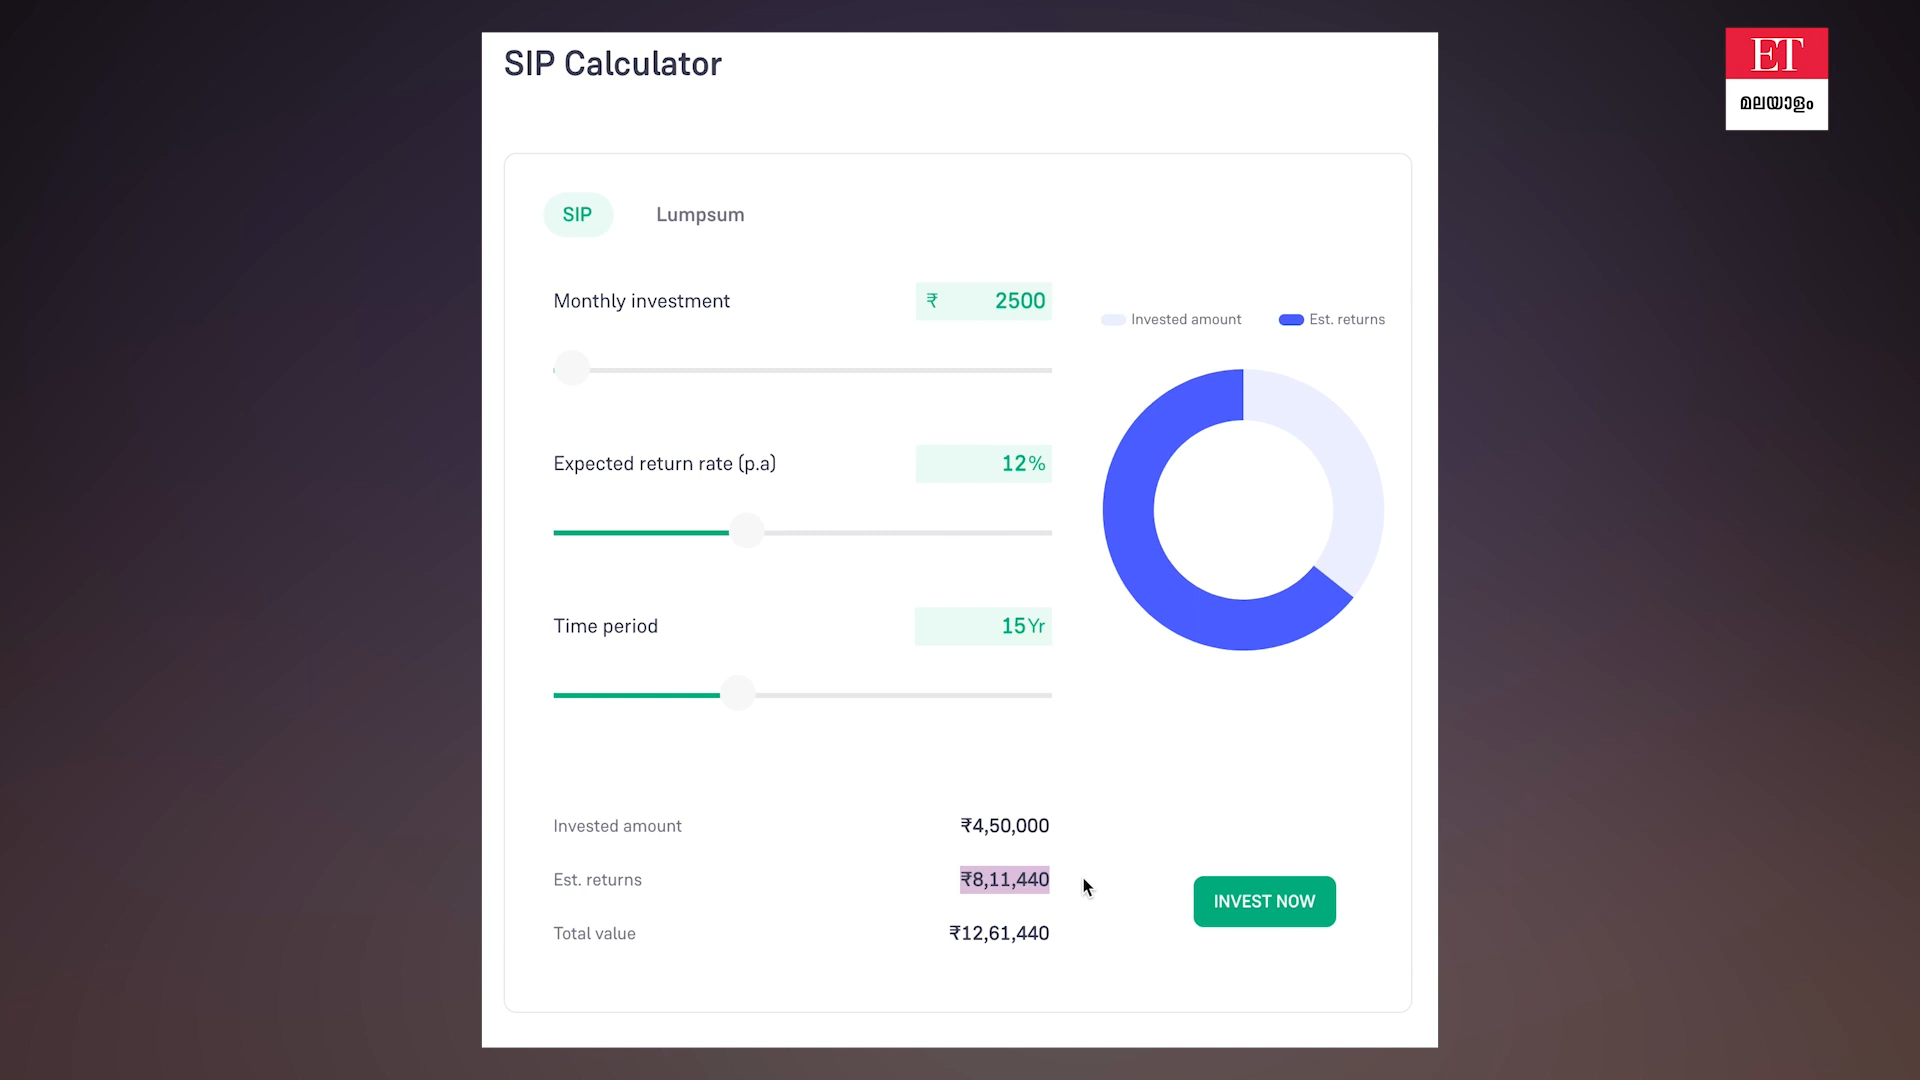 SIP Calculator
ET
മലയാളം
SIP
Lumpsum
Monthly investment
₹ 2500
Invested amount
Est. returns
Expected return rate (p.a)
12%
Time period
15Yr
Invested amount
₹4,50,000
Est. returns
₹8,11,440
INVEST NOW
Total value
₹12,61,440